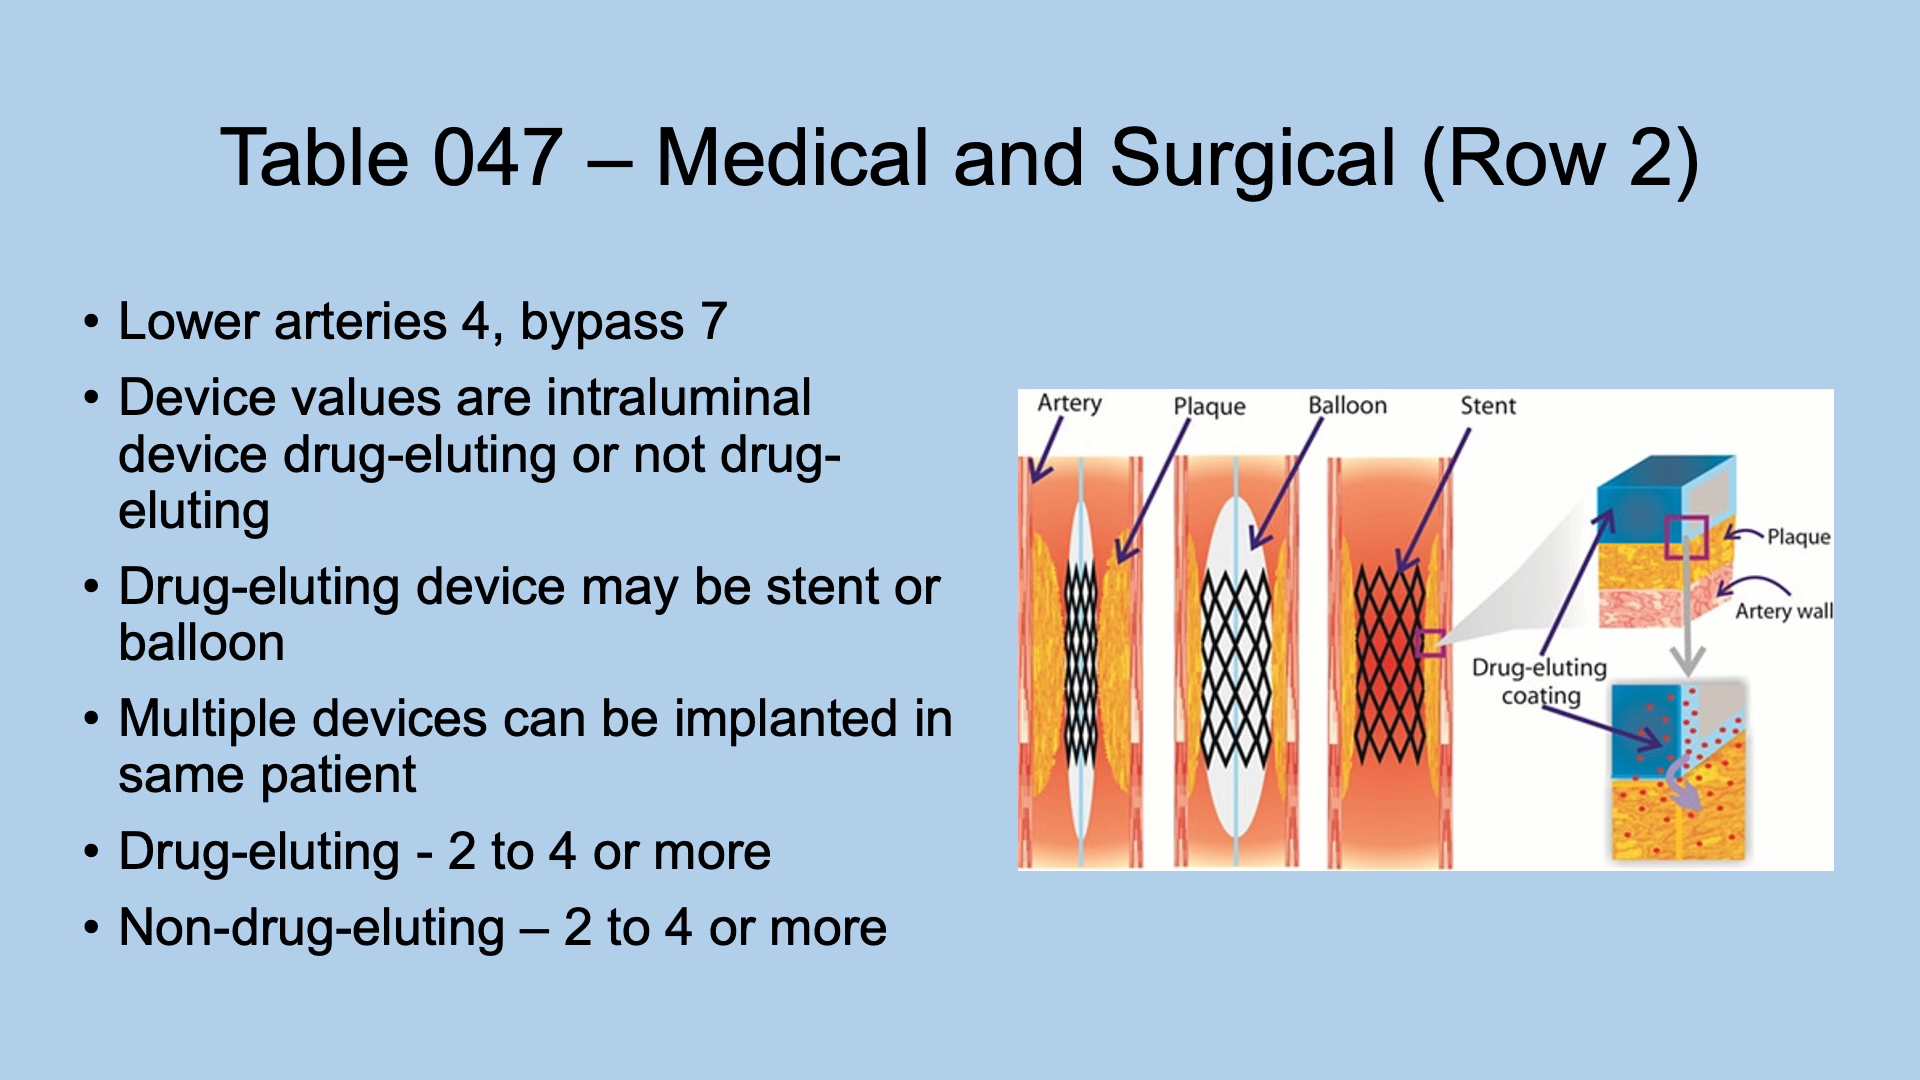 Table 047 – Medical and Surgical (Row 2)
• Lower arteries 4, bypass 7
• Device values are intraluminal
device drug-eluting or not drug-
eluting
• Drug-eluting device may be stent or
balloon
• Multiple devices can be implanted in
same patient
• Drug-eluting - 2 to 4 or more
• Non-drug-eluting – 2 to 4 or more
Artery
Plaque
Balloon
Stent
Plaque
Artery wall
Drug-eluting
coating